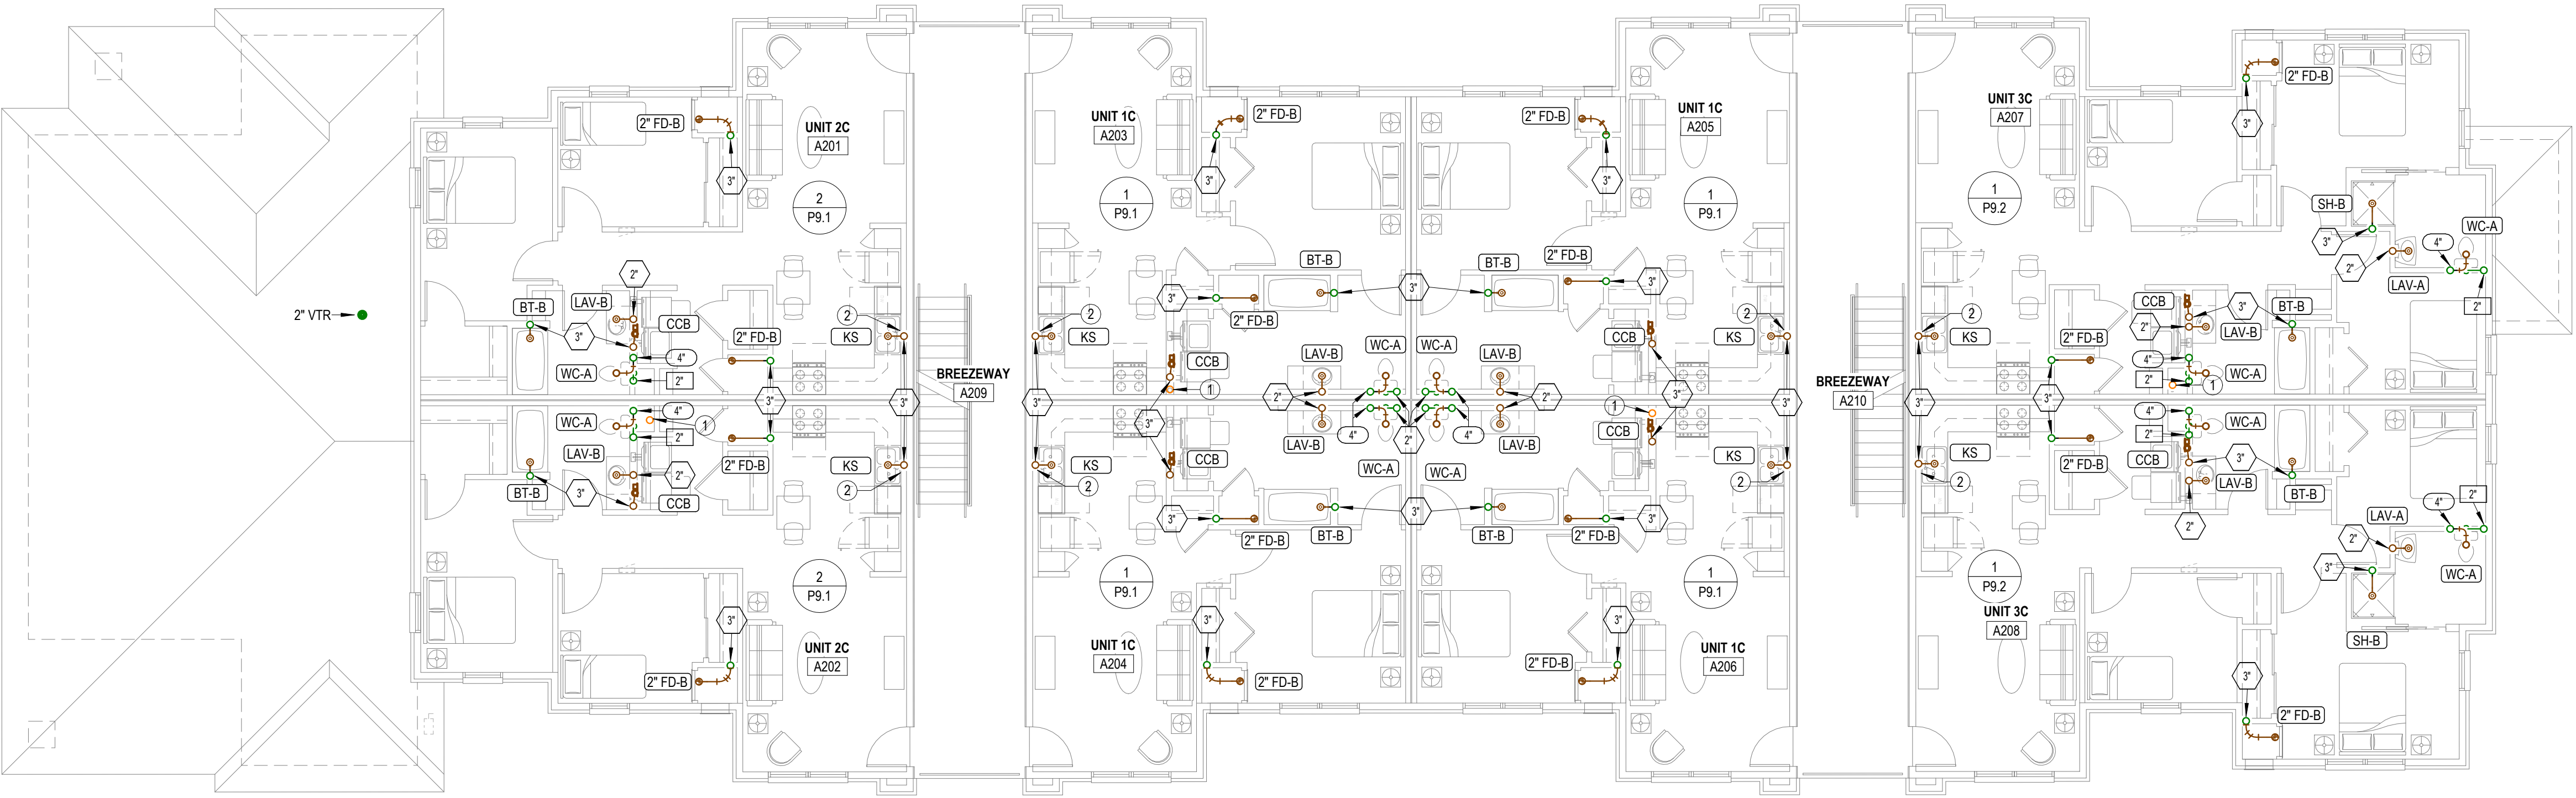 2" VTR
UNIT 2C
A201
2
P9.1
2" FD-B
3"
2"
BT-B
LAV-B
CCB
3"
2" FD-B
4"
WC-A
2"
3"
2
KS
3"
WC-A
4"
1
2"
LAV-B
2"
2" FD-B
BT-B
3"
CCB
KS
2
UNIT 2C
A202
2
P9.1
3"
2" FD-B
BREEZEWAY
A209
UNIT 1C
A203
1
P9.1
2" FD-B
3"
BT-B
3"
2" FD-B
2
KS
CCB
1
3"
3"
CCB
KS
2
LAV-B
WC-A
2"
4"
LAV-B
WC-A
2"
3"
3"
2" FD-B
BT-B
3"
UNIT 1C
A204
1
P9.1
3"
2" FD-B
UNIT 1C
A205
1
P9.1
2" FD-B
3"
BT-B
2" FD-B
3"
2
KS
CCB
WC-A
LAV-B
2"
3"
1
CCB
3"
4"
LAV-B
WC-A
KS
2
3"
BT-B
2" FD-B
UNIT 1C
A206
1
P9.1
3"
2" FD-B
BREEZEWAY
A210
UNIT 3C
A207
1
P9.2
2" FD-B
3"
SH-B
WC-A
3"
4"
2"
LAV-A
2"
2
KS
CCB
3"
BT-B
2"
LAV-B
2" FD-B
4"
WC-A
2"
1
3"
3"
4"
WC-A
2"
CCB
3"
KS
2" FD-B
LAV-B
BT-B
2
2"
2"
4"
LAV-A
2"
3"
WC-A
SH-B
1
P9.2
UNIT 3C
A208
3"
2" FD-B